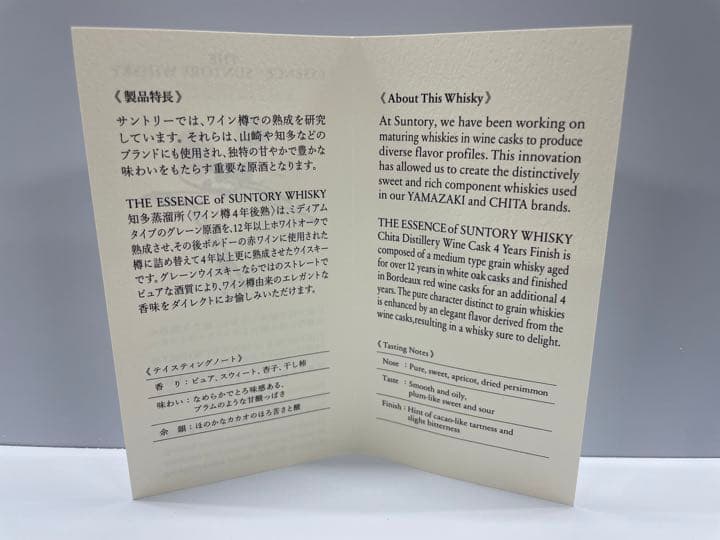 《 製品特長 》
サントリーでは、ワイン樽での熟成を研究
しています。それらは、山崎や知多などの
ブランドにも使用され、独特の甘やかで豊かな
味わいをもたらす重要な原酒となります。
THE ESSENCE of SUNTORY WHISKY
知多蒸溜所〈ワイン樽4年後熟〉は、ミディアム
タイプのグレーン原酒を、12年以上ホワイトオークで
熟成させ、その後ボルドーの赤ワインに使用された
樽に詰め替えて4年以上更に熟成させたウイスキー
です。グレーンウイスキーならではのストレートで
ピュアな酒質により、ワイン樽由来のエレガントな
香味をダイレクトにお愉しみいただけます。
《テイスティングノート》
香 り：ピュア、スウィート、杏子、干し柿
味わい：なめらかでとろ味感ある、
プラムのような甘酸っぱさ
余 韻：ほのかなカカオのほろ苦さと酸
《 About This Whisky 》
At Suntory, we have been working on
maturing whiskies in wine casks to produce
diverse flavor profiles. This innovation
has allowed us to create the distinctively
sweet and rich component whiskies used
in our YAMAZAKI and CHITA brands.
THE ESSENCE of SUNTORY WHISKY
Chita Distillery Wine Cask 4 Years Finish is
composed of a medium type grain whisky aged
for over 12 years in white oak casks and finished
in Bordeaux red wine casks for an additional 4
years. The pure character distinct to grain whiskies
is enhanced by an elegant flavor derived from the
wine casks,resulting in a whisky sure to delight.
《 Tasting Notes 》
Nose : Pure, sweet, apricot, dried persimmon
Taste : Smooth and oily,
plum-like sweet and sour
Finish : Hint of cacao-like tartness and
slight bitterness